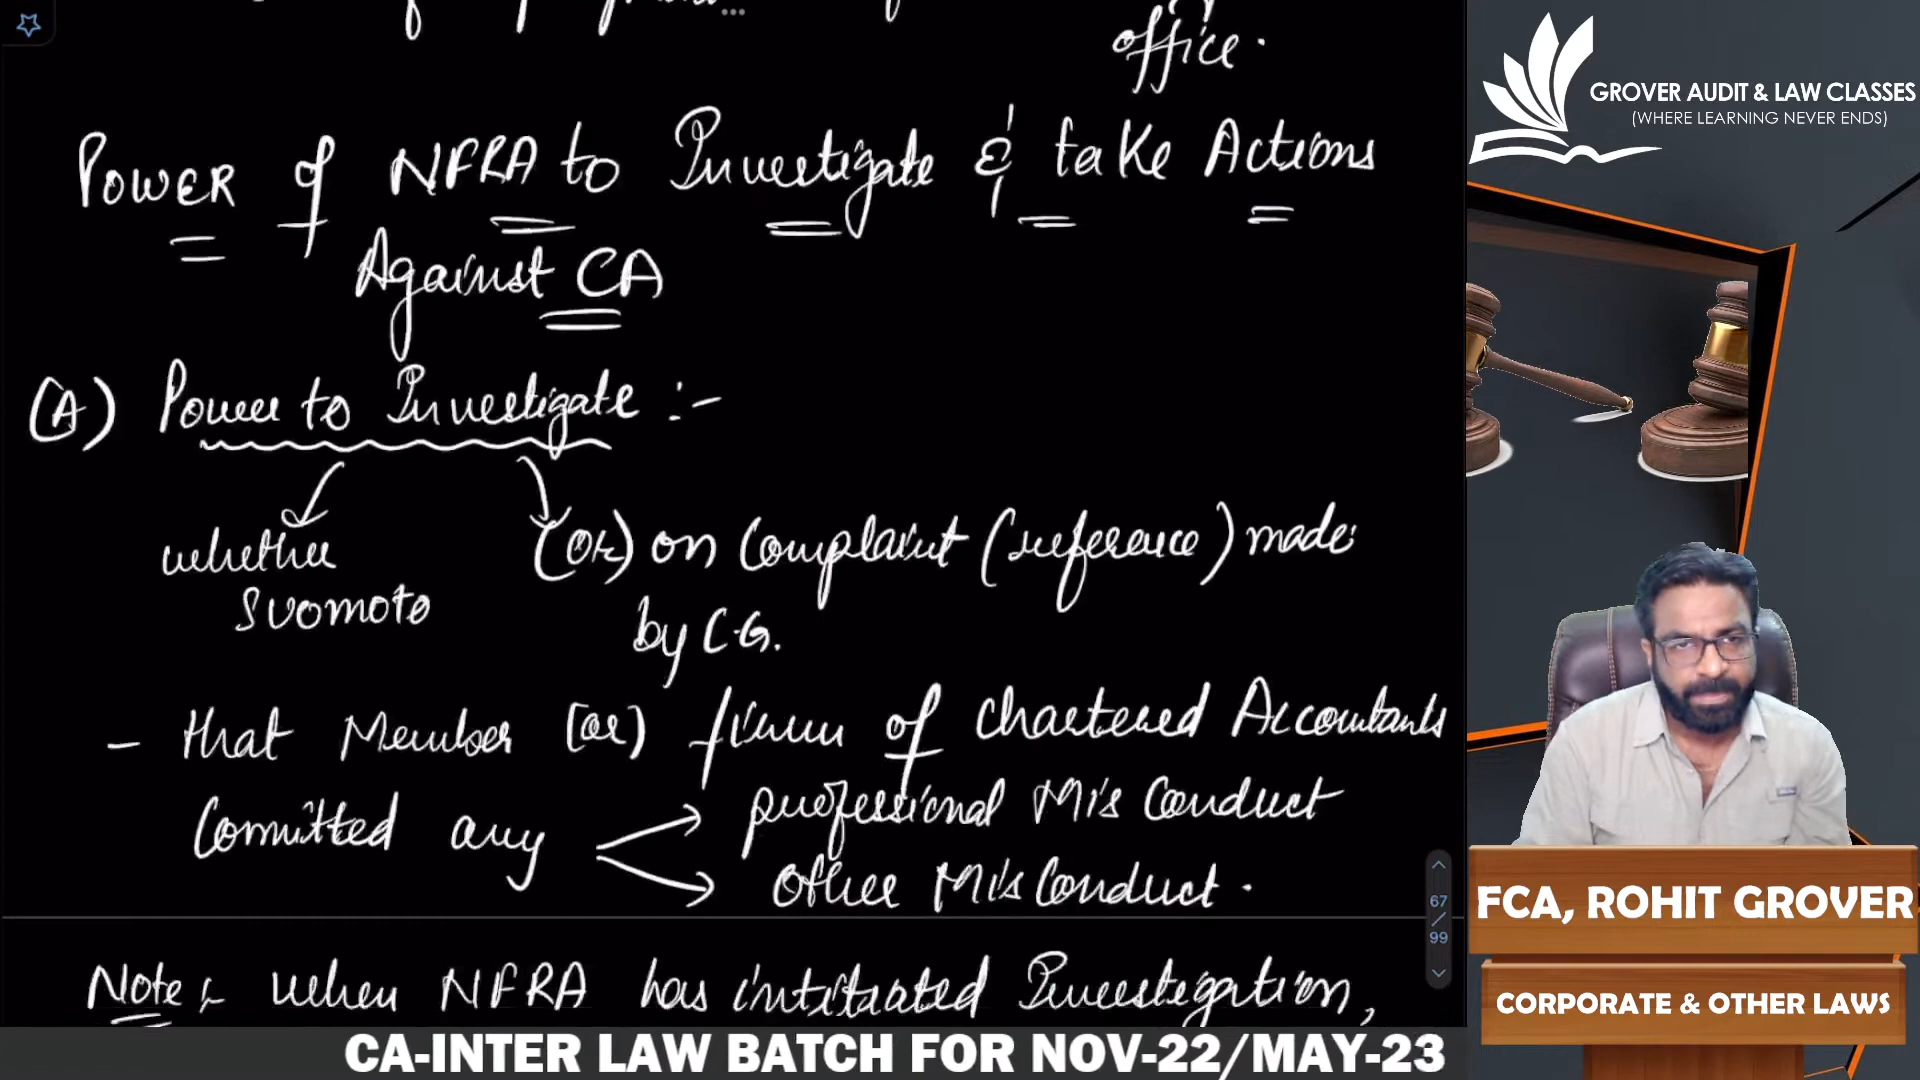 office.
POWER of NFRA to Investigate & take Actions
Against CA
(A) Power to Investigate :-
whether
Suomoto
(OR) on Complaint (reference) made
by C.G.
- that Member (or) firm of Chartered Accountants
Committed any
professional Mis Conduct
Other Mis Conduct.
Note :- when NFRA has intitiated Investigation,
67
99
GROVER AUDIT & LAW CLASSES
(WHERE LEARNING NEVER ENDS)
FCA, ROHIT GROVER
CORPORATE & OTHER LAWS
CA-INTER LAW BATCH FOR NOV-22/MAY-23